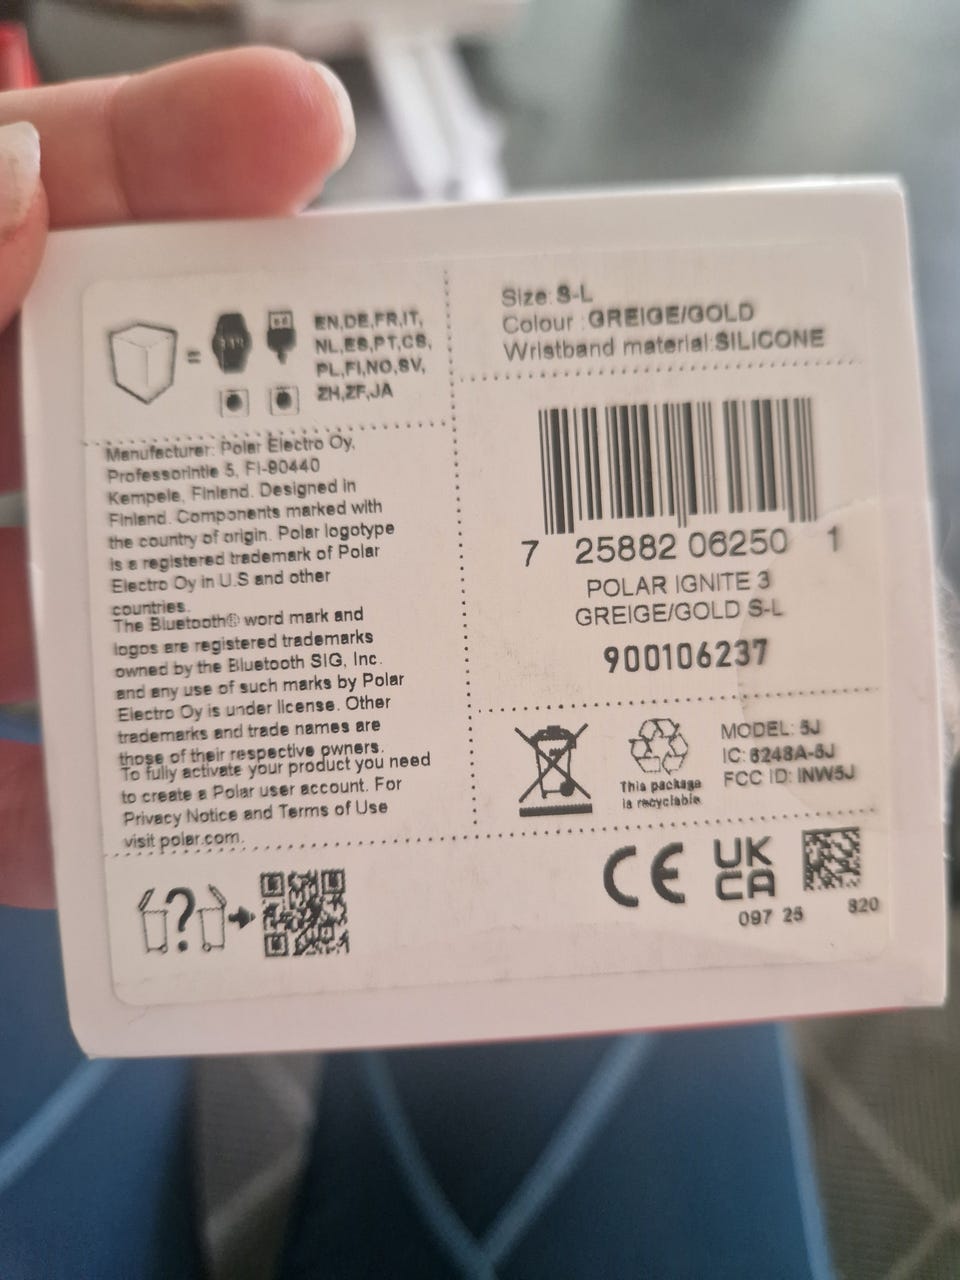 EN,DE,FR,IT,
NL,ES,PT,CS,
PL,FI,NO,SV,
ZH,ZF,JA
Size: S-L
Colour : GREIGE/GOLD
Wristband material: SILICONE
Manufacturer: Polar Electro Oy,
Professorintie 5, FI-90440
Kempele, Finland. Designed in
Finland. Components marked with
the country of origin. Polar logotype
is a registered trademark of Polar
Electro Oy in U.S and other
countries.
The Bluetooth® word mark and
logos are registered trademarks
owned by the Bluetooth SIG, Inc.
and any use of such marks by Polar
Electro Oy is under license. Other
trademarks and trade names are
those of their respective owners.
To fully activate your product you need
to create a Polar user account. For
Privacy Notice and Terms of Use
visit polar.com.
7 25882 06250 1
POLAR IGNITE 3
GREIGE/GOLD S-L
900106237
This package
is recyclable
MODEL: 5J
IC: 6248A-5J
FCC ID: INW5J
CE
UK
CA
?
097 25 820